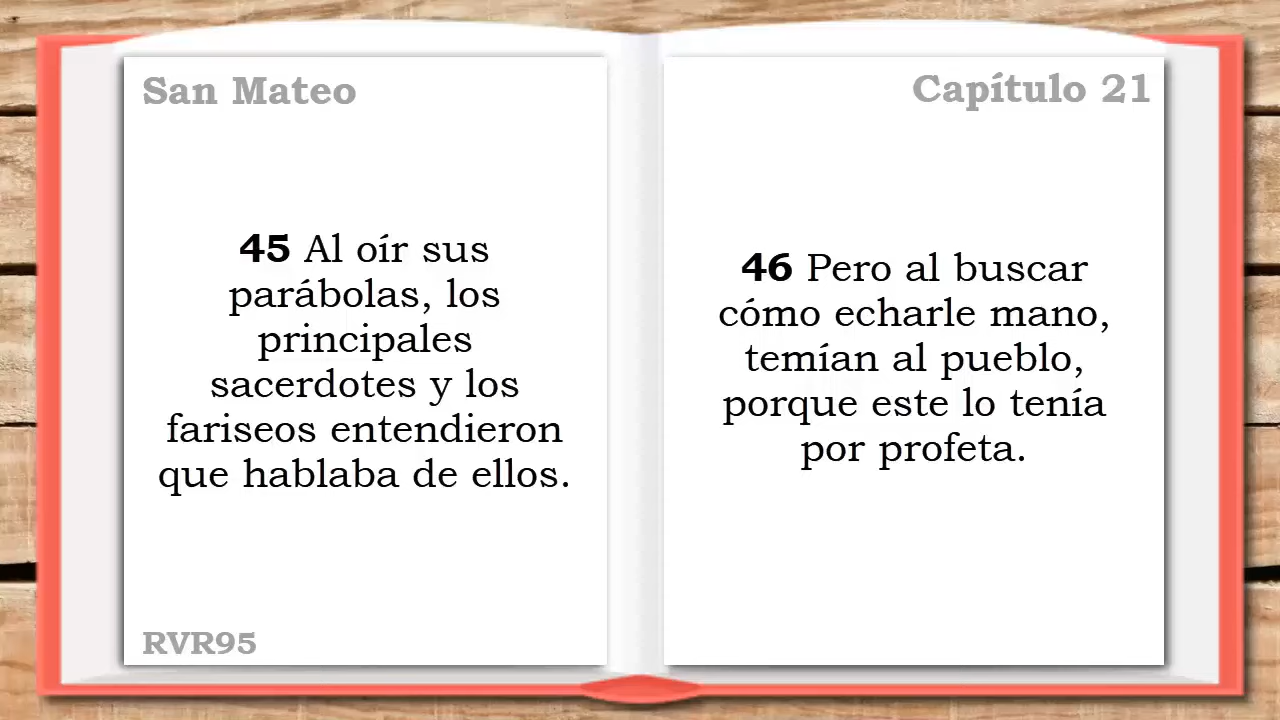 San Mateo
45 Al oír sus
parábolas, los
principales
sacerdotes y los
fariseos entendieron
que hablaba de ellos.
RVR95
Capítulo 21
46 Pero al buscar
cómo echarle mano,
temían al pueblo,
porque este lo tenía
por profeta.